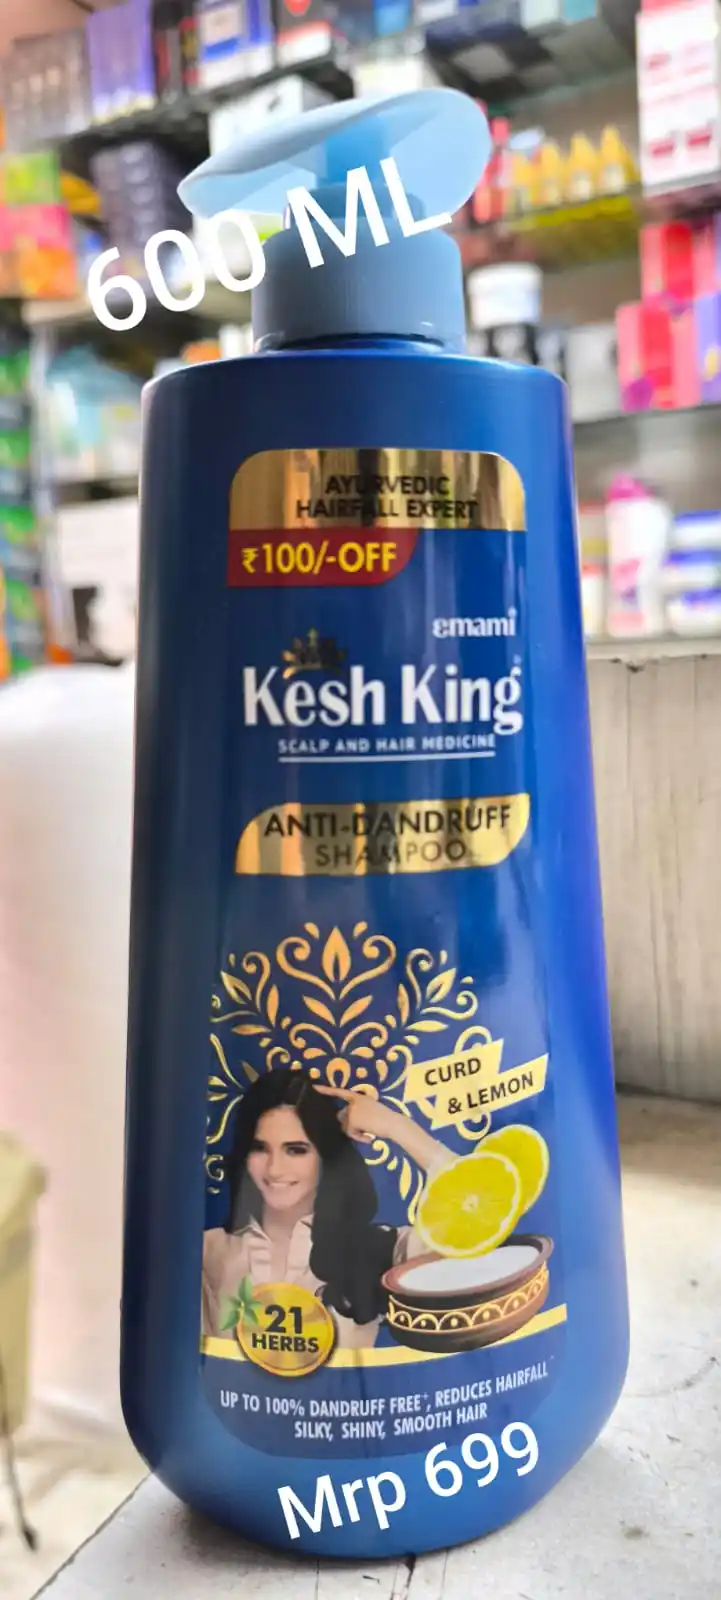 600 ML
AYURVEDIC
HAIRFALL EXPERT
₹100/-OFF
emami
Kesh King
SCALP AND HAIR MEDICINE
ANTI-DANDRUFF
SHAMPOO
CURD
& LEMON
21
HERBS
UP TO 100% DANDRUFF FREE+, REDUCES HAIRFALL
SILKY, SHINY, SMOOTH HAIR
Mrp 699